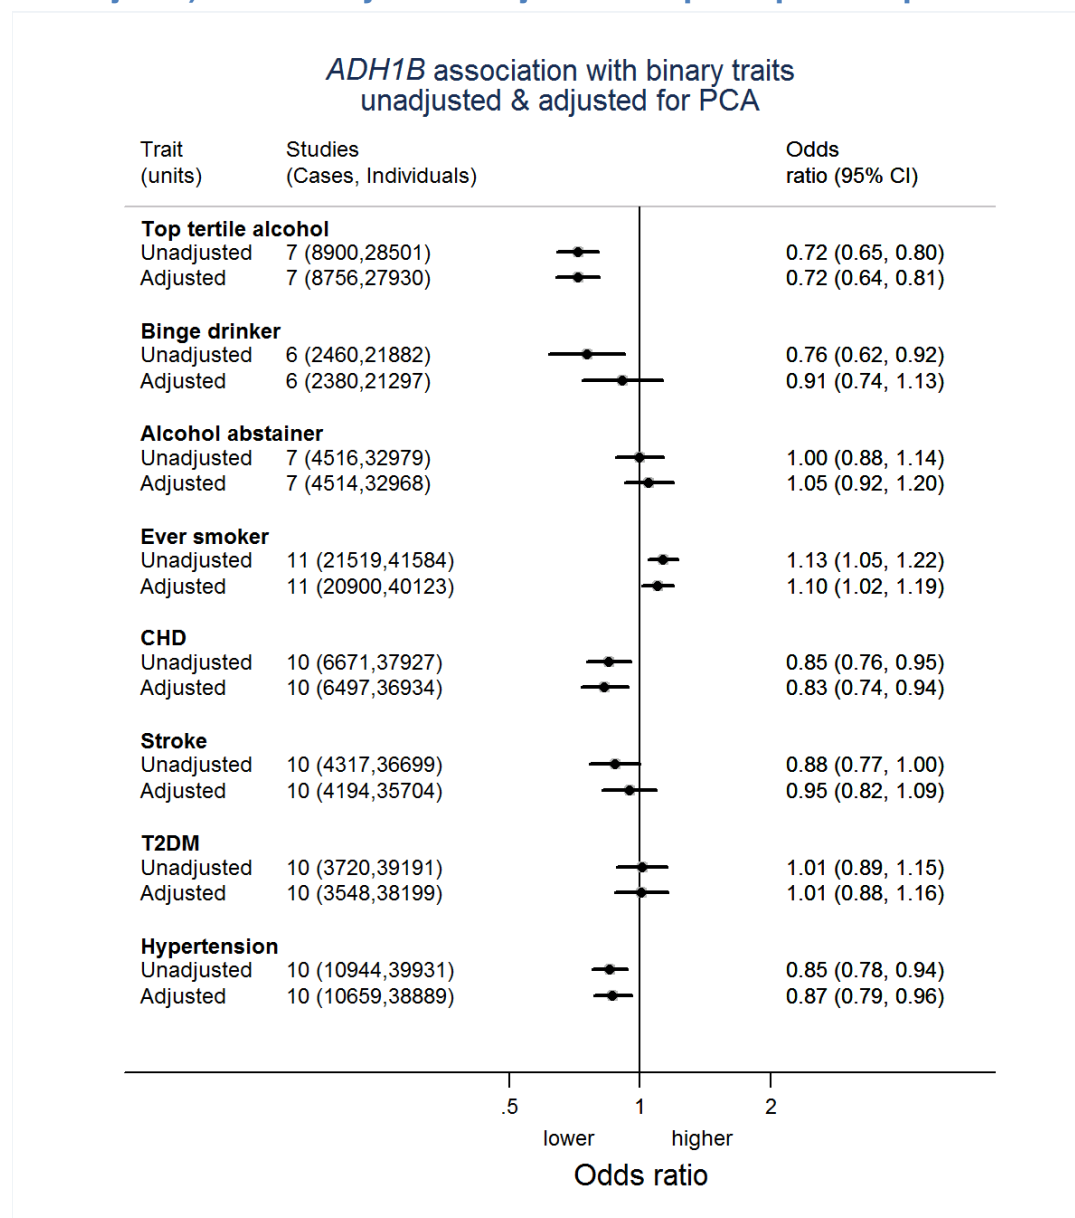 ADH1B association with binary traits
unadjusted & adjusted for PCA
Trait Studies Odds
(units) (Cases, Individuals) ratio (95% CI)
Top tertile alcohol
Unadjusted 7 (8900,28501) 0.72 (0.65, 0.80)
Adjusted 7 (8756,27930) 0.72 (0.64, 0.81)
Binge drinker
Unadjusted 6 (2460,21882) 0.76 (0.62, 0.92)
Adjusted 6 (2380,21297) 0.91 (0.74, 1.13)
Alcohol abstainer
Unadjusted 7 (4516,32979) 1.00 (0.88, 1.14)
Adjusted 7 (4514,32968) 1.05 (0.92, 1.20)
Ever smoker
Unadjusted 11 (21519,41584) 1.13 (1.05, 1.22)
Adjusted 11 (20900,40123) 1.10 (1.02, 1.19)
CHD
Unadjusted 10 (6671,37927) 0.85 (0.76, 0.95)
Adjusted 10 (6497,36934) 0.83 (0.74, 0.94)
Stroke
Unadjusted 10 (4317,36699) 0.88 (0.77, 1.00)
Adjusted 10 (4194,35704) 0.95 (0.82, 1.09)
T2DM
Unadjusted 10 (3720,39191) 1.01 (0.89, 1.15)
Adjusted 10 (3548,38199) 1.01 (0.88, 1.16)
Hypertension
Unadjusted 10 (10944,39931) 0.85 (0.78, 0.94)
Adjusted 10 (10659,38889) 0.87 (0.79, 0.96)
.5 1 2
lower higher
Odds ratio